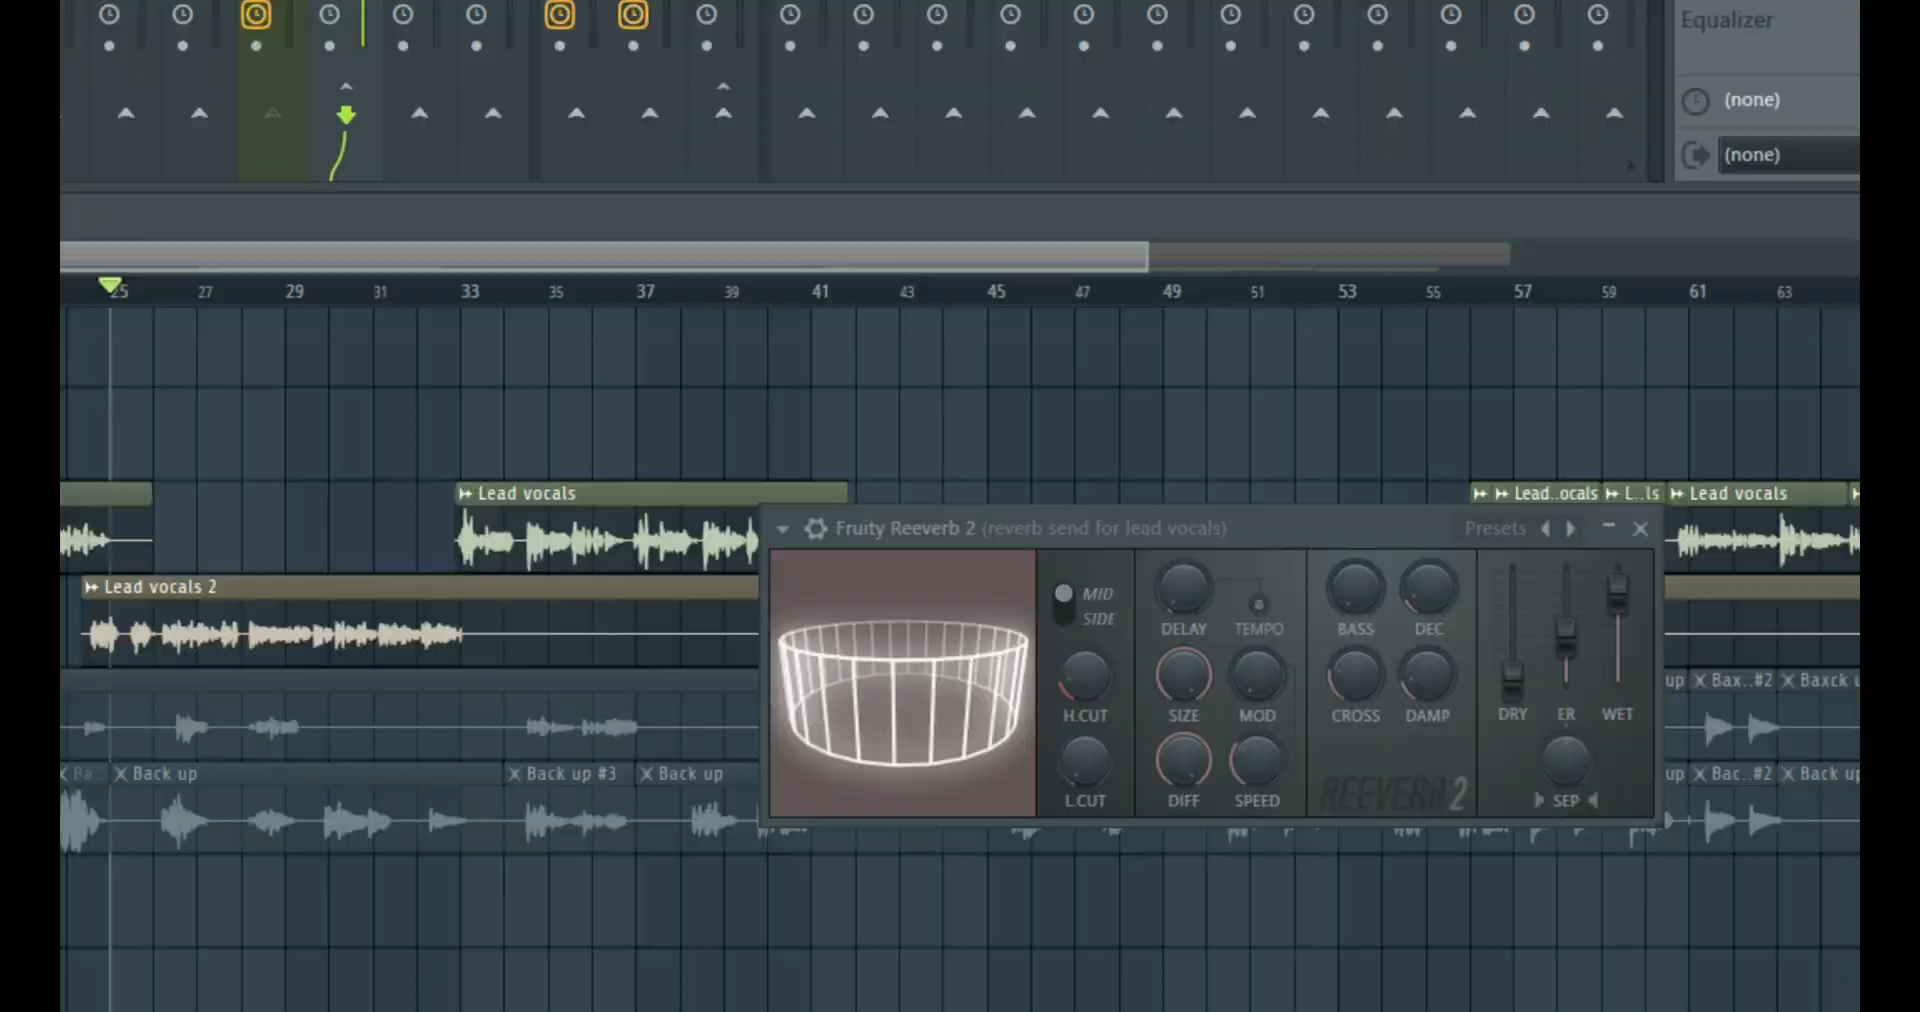 Equalizer
(none)
(none)
25 27 29 31 33 35 37 39 41 43 45 47 49 51 53 55 57 59 61 63
Lead vocals
Lead..ocals
L...ls
Lead vocals
Fruity Reeverb 2 (reverb send for lead vocals)
Presets
Lead vocals 2
MID
SIDE
DELAY
TEMPO
BASS
DEC
H.CUT
SIZE
MOD
CROSS
DAMP
DRY
ER
WET
up
Bax..#2
Baxck u
L.CUT
DIFF
SPEED
REEVERB 2
SEP
Ba
Back up
Back up #3
Back up
up
Bac..#2
Back up